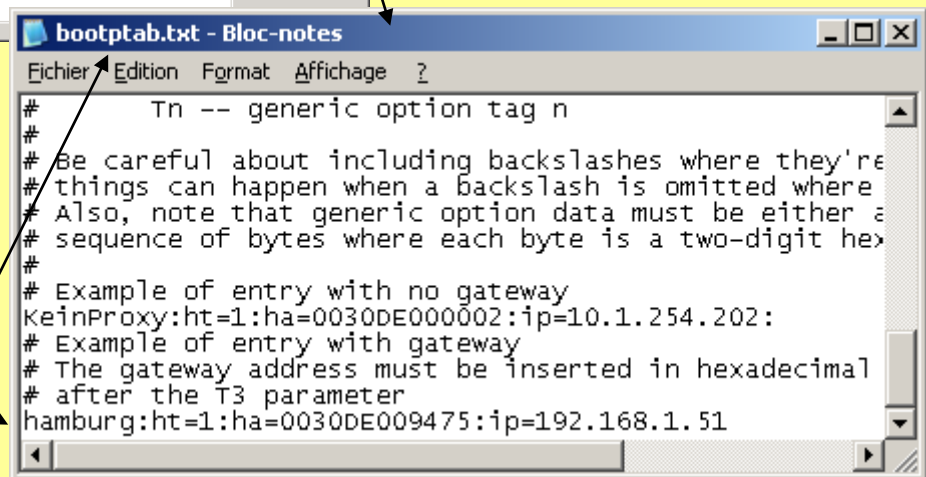 bootptab.txt - Bloc-notes
Fichier Edition Format Affichage ?
#       Tn -- generic option tag n
#
# Be careful about including backslashes where they're
# things can happen when a backslash is omitted where
# Also, note that generic option data must be either a
# sequence of bytes where each byte is a two-digit hex
#
# Example of entry with no gateway
KeinProxy:ht=1:ha=0030DE000002:ip=10.1.254.202:
# Example of entry with gateway
# The gateway address must be inserted in hexadecimal
# after the T3 parameter
hamburg:ht=1:ha=0030DE009475:ip=192.168.1.51